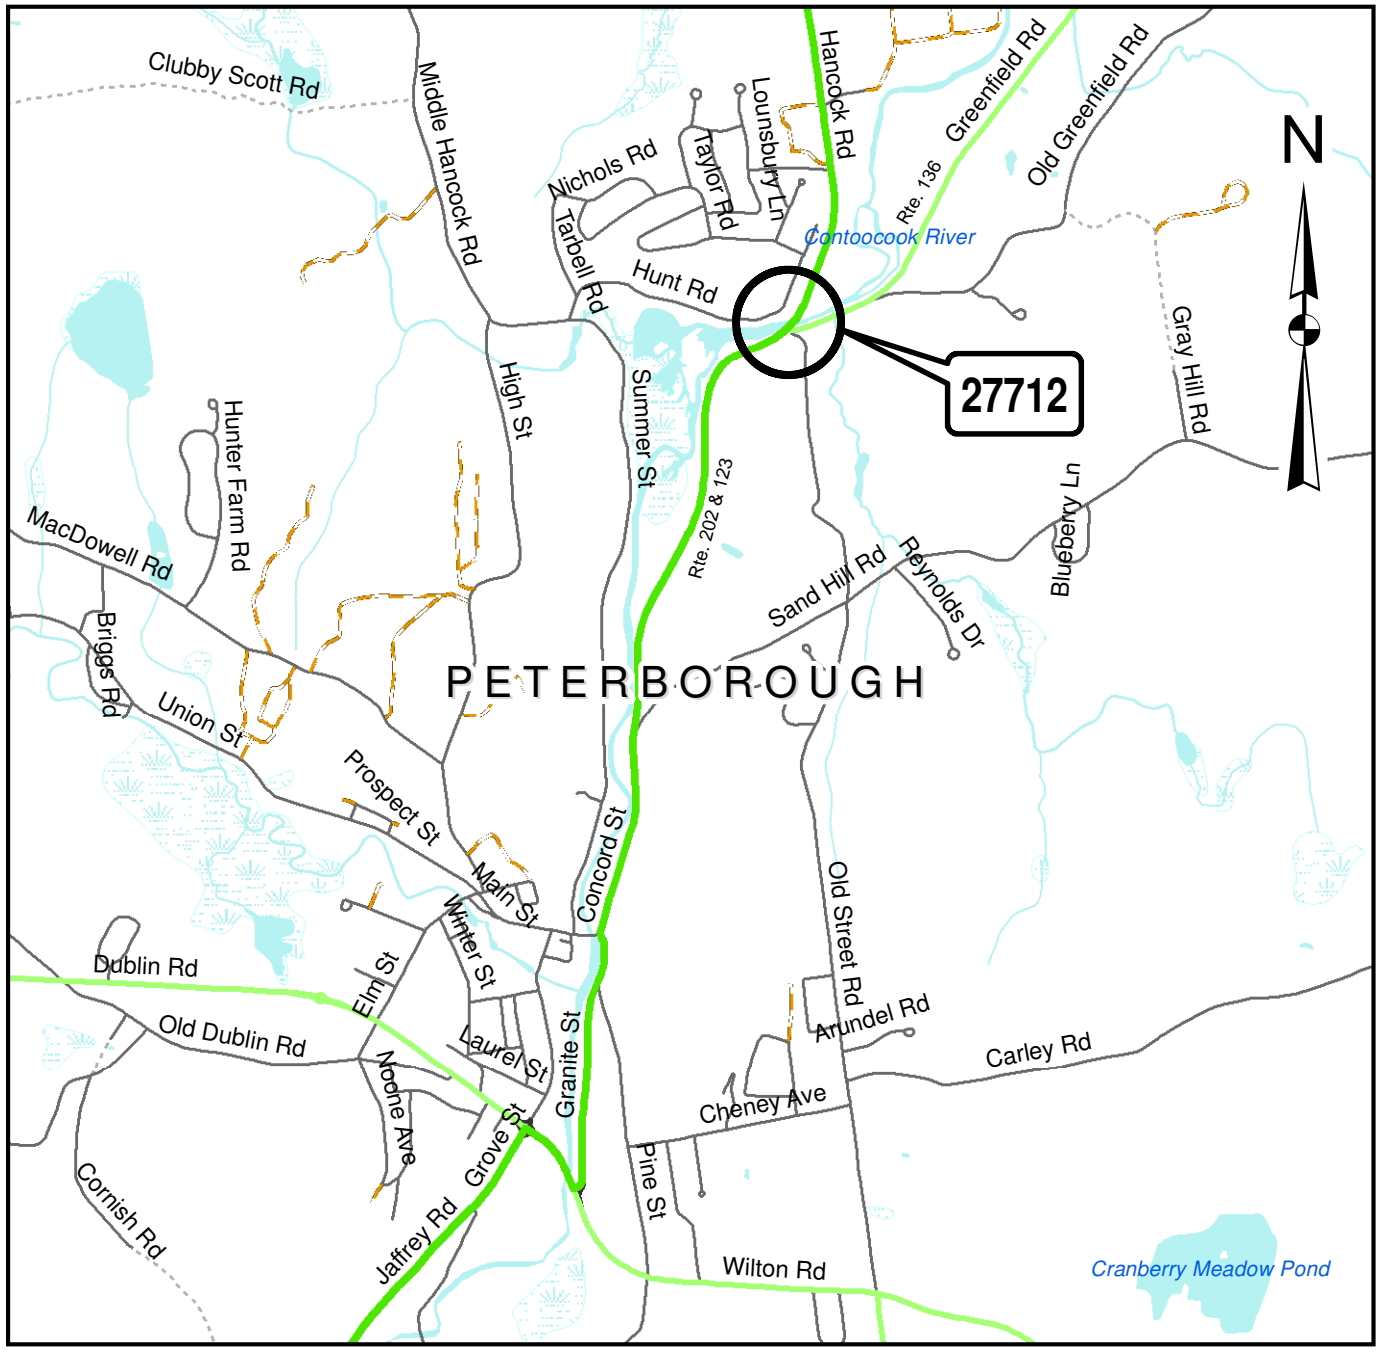 Clubby Scott Rd
Middle Hancock Rd
Nichols Rd
Taylor Rd
Lounsbury Ln
Hancock Rd
Greenfield Rd
Old Greenfield Rd
Rte. 136
N
Contoocook River
Tarbell Rd
Hunt Rd
Gray Hill Rd
27712
High St
Summer St
Hunter Farm Rd
MacDowell Rd
Rte. 202 & 123
Blueberry Ln
Sand Hill Rd
Reynolds Dr
Briggs Rd
PETERBOROUGH
Union St
Prospect St
Concord St
Main St
Winter St
Old Street Rd
Dublin Rd
Elm St
Old Dublin Rd
Laurel St
Granite St
Arundel Rd
Carley Rd
Noone Ave
Cheney Ave
Grove St
Pine St
Cornish Rd
Jaffrey Rd
Wilton Rd
Cranberry Meadow Pond